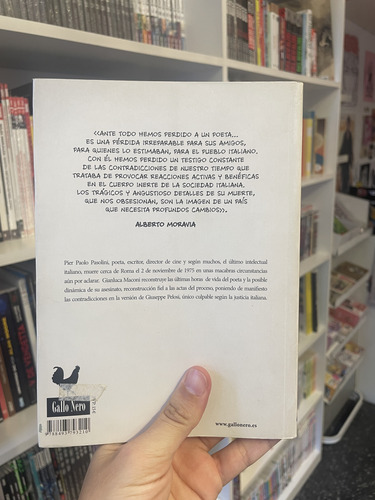 «ANTE TODO HEMOS PERDIDO A UN POETA...
ES UNA PÉRDIDA IRREPARABLE PARA SUS AMIGOS,
PARA QUIENES LO ESTIMABAN, PARA EL PUEBLO ITALIANO.
CON ÉL HEMOS PERDIDO UN TESTIGO CONSTANTE
DE LAS CONTRADICCIONES DE NUESTRO TIEMPO QUE
TRATABA DE PROVOCAR REACCIONES ACTIVAS Y BENÉFICAS
EN EL CUERPO INERTE DE LA SOCIEDAD ITALIANA.
LOS TRÁGICOS Y ANGUSTIOSO DETALLES DE SU MUERTE,
QUE NOS OBSESIONAN, SON LA IMAGEN DE UN PAÍS
QUE NECESITA PROFUNDOS CAMBIOS».
ALBERTO MORAVIA
Pier Paolo Pasolini, poeta, escritor, director de cine y según muchos, el último intelectual
italiano, muere cerca de Roma el 2 de noviembre de 1975 en unas macabras circunstancias
aún por aclarar. Gianluca Maconi reconstruye las últimas horas de vida del poeta y la posible
dinámica de su asesinato, reconstrucción fiel a las actas del proceso, poniendo de manifiesto
las contradicciones en la versión de Giuseppe Pelosi, único culpable según la justicia italiana.
Gallo Nero
www.gallonero.es